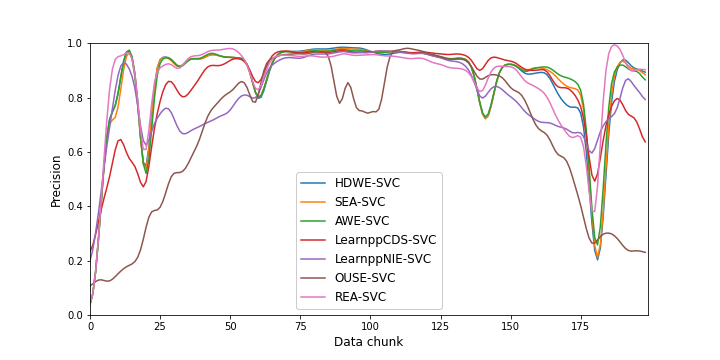 1.0
0.8
0.6
0.4
0.2
0.0
Precision
0 25 50 75 100 125 150 175
Data chunk
HDWE-SVC
SEA-SVC
AWE-SVC
LearnppCDS-SVC
LearnppNIE-SVC
OUSE-SVC
REA-SVC